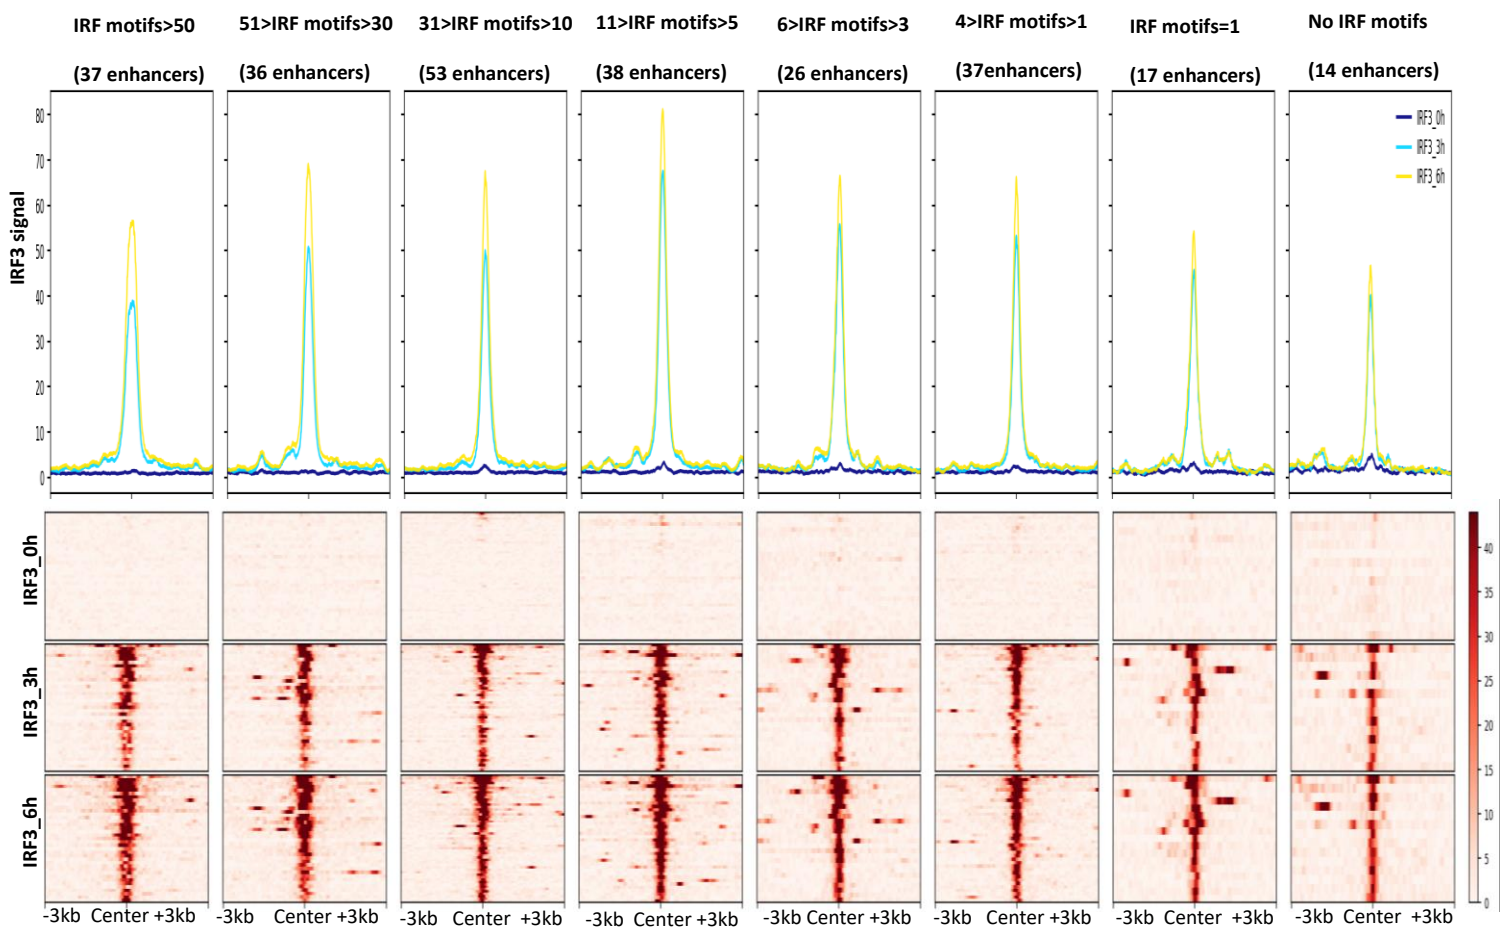 IRF motifs>50
51>IRF motifs>30
31>IRF motifs>10
11>IRF motifs>5
6>IRF motifs>3
4>IRF motifs>1
IRF motifs=1
No IRF motifs
(37 enhancers)
(36 enhancers)
(53 enhancers)
(38 enhancers)
(26 enhancers)
(37enhancers)
(17 enhancers)
(14 enhancers)
IRF3 signal
80
70
60
50
40
30
20
10
0
IRF3_0h
IRF3_3h
IRF3_6h
IRF3_0h
IRF3_3h
IRF3_6h
40
35
30
25
20
15
10
5
0
-3kb Center +3kb
-3kb Center +3kb
-3kb Center +3kb
-3kb Center +3kb
-3kb Center +3kb
-3kb Center +3kb
-3kb Center +3kb
-3kb Center +3kb